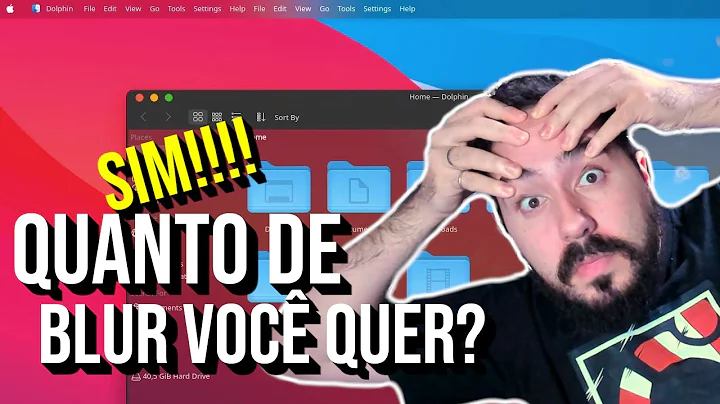 Dolphin File Edit View Go Tools Settings Help File Edit View Go Tools Settings Help
Home — Dolphin
Sort By
Places
SIM!!!!
QUANTO DE
BLUR VOCÊ QUER?
40,5 GiB Hard Drive